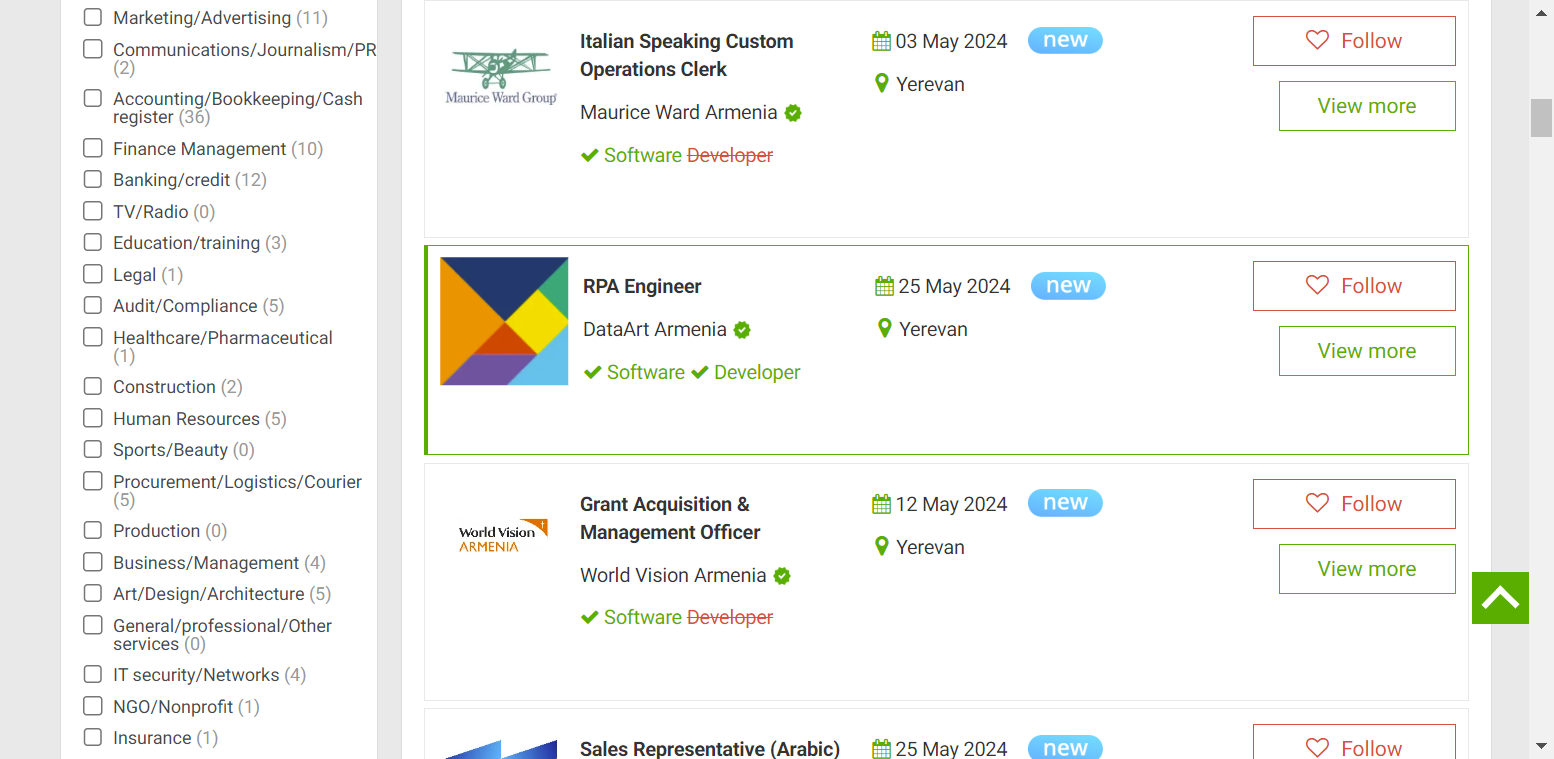 Marketing/Advertising (11)
Communications/Journalism/PR
(2)
Accounting/Bookkeeping/Cash
register (36)
Finance Management (10)
Banking/credit (12)
TV/Radio (0)
Education/training (3)
Legal (1)
Audit/Compliance (5)
Healthcare/Pharmaceutical
(1)
Construction (2)
Human Resources (5)
Sports/Beauty (0)
Procurement/Logistics/Courier
(5)
Production (0)
Business/Management (4)
Art/Design/Architecture (5)
General/professional/Other
services (0)
IT security/Networks (4)
NGO/Nonprofit (1)
Insurance (1)
Maurice Ward Group
Italian Speaking Custom
Operations Clerk
Maurice Ward Armenia
Software Developer
03 May 2024 new
Yerevan
Follow
View more
RPA Engineer
DataArt Armenia
Software Developer
25 May 2024 new
Yerevan
Follow
View more
World Vision
ARMENIA
Grant Acquisition &
Management Officer
World Vision Armenia
Software Developer
12 May 2024 new
Yerevan
Follow
View more
Sales Representative (Arabic)
25 May 2024 new
Follow